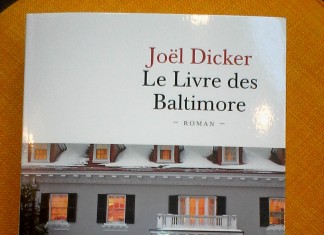 Joël Dicker
Le Livre des
Baltimore
– ROMAN –